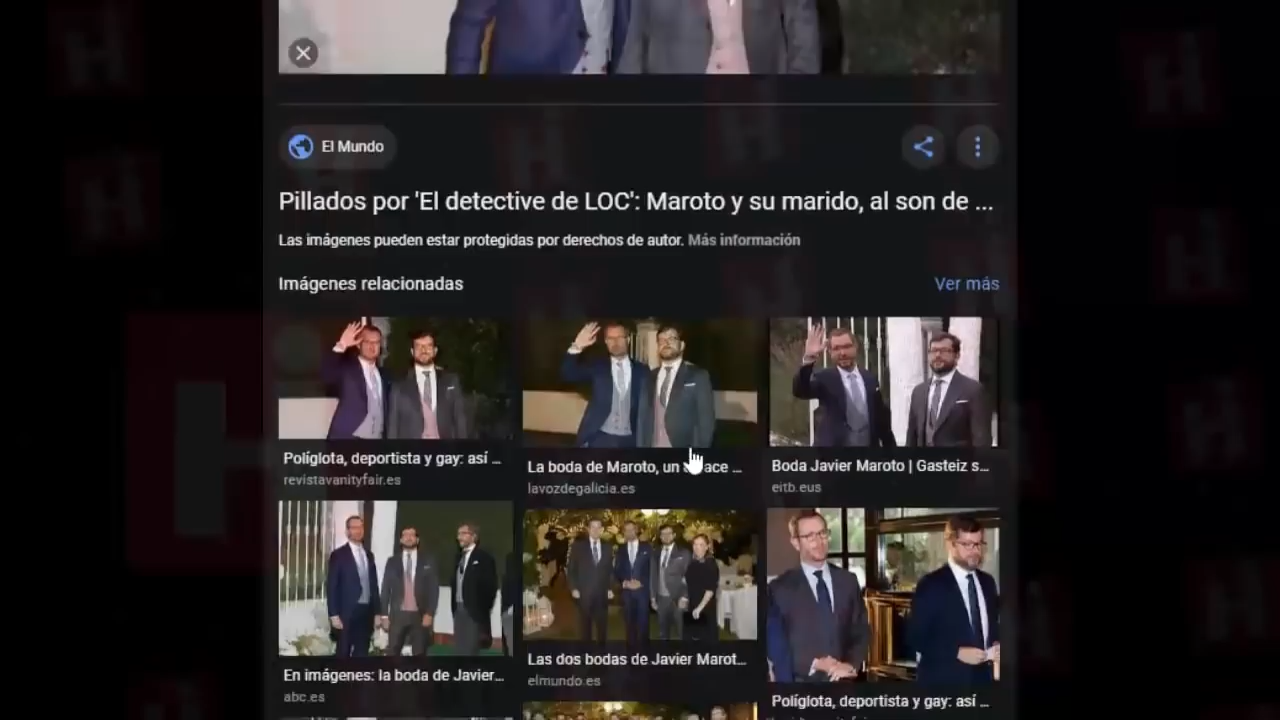 El Mundo
Pillados por 'El detective de LOC': Maroto y su marido, al son de ...
Las imágenes pueden estar protegidas por derechos de autor. Más información
Imágenes relacionadas
Ver más
Políglota, deportista y gay: así ...
revistavanityfair.es
La boda de Maroto, un ...
lavozdegalicia.es
Boda Javier Maroto | Gasteiz s...
eitb.eus
En imágenes: la boda de Javier...
abc.es
Las dos bodas de Javier Marot...
elmundo.es
Políglota, deportista y gay: así ...